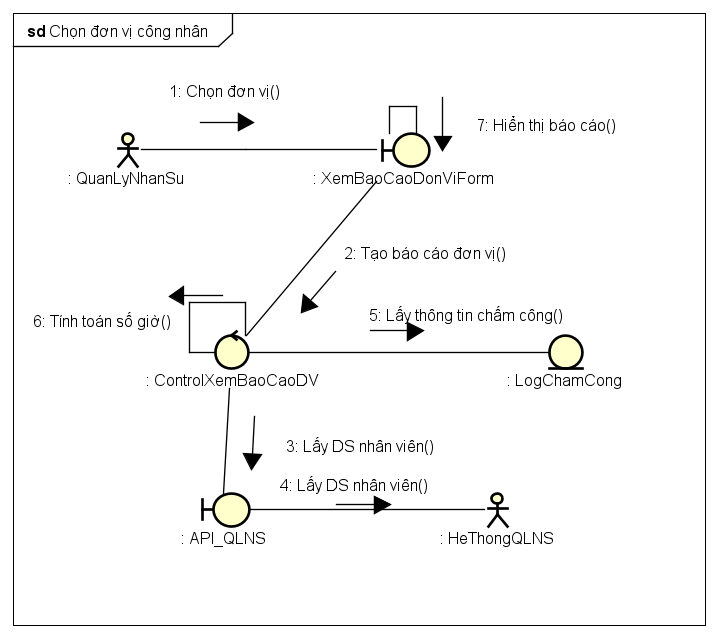 sd Chọn đơn vị công nhân
1: Chọn đơn vị()
7: Hiển thị báo cáo()
: QuanLyNhanSu
: XemBaoCaoDonViForm
2: Tạo báo cáo đơn vị()
5: Lấy thông tin chấm công()
6: Tính toán số giờ()
: ControlXemBaoCaoDV
: LogChamCong
3: Lấy DS nhân viên()
4: Lấy DS nhân viên()
: API_QLNS
: HeThongQLNS